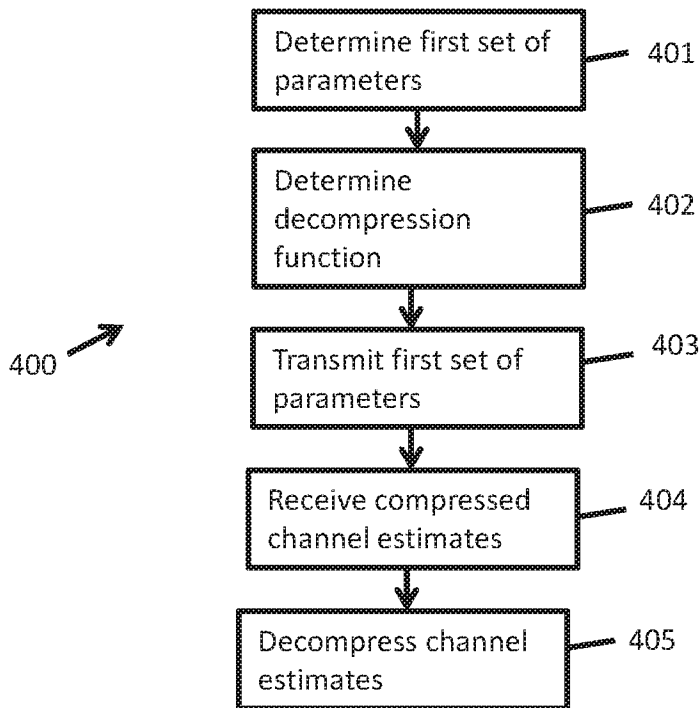 Determine first set of
parameters
401
Determine
decompression
function
402
400
Transmit first set of
parameters
403
Receive compressed
channel estimates
404
Decompress channel
estimates
405